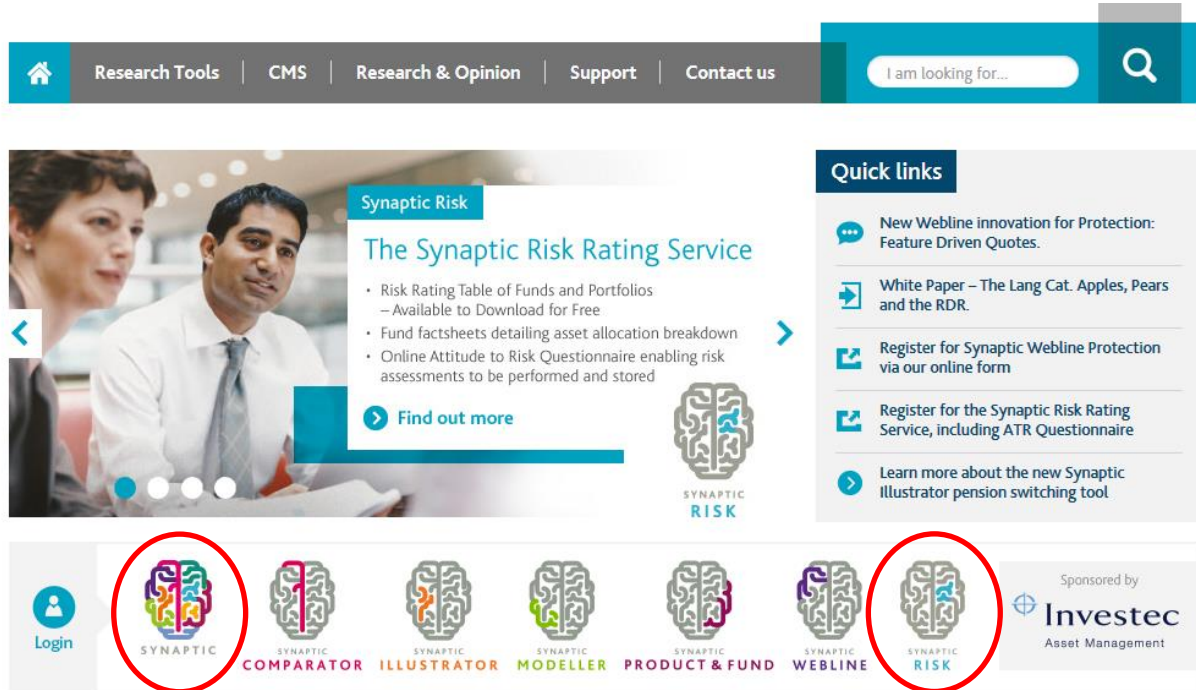 Research Tools
CMS
Research & Opinion
Support
Contact us
I am looking for...
Synaptic Risk
The Synaptic Risk Rating Service
• Risk Rating Table of Funds and Portfolios
– Available to Download for Free
• Fund factsheets detailing asset allocation breakdown
• Online Attitude to Risk Questionnaire enabling risk
assessments to be performed and stored
Find out more
SYNAPTIC
RISK
Quick links
New Webline innovation for Protection:
Feature Driven Quotes.
White Paper – The Lang Cat. Apples, Pears
and the RDR.
Register for Synaptic Webline Protection
via our online form
Register for the Synaptic Risk Rating
Service, including ATR Questionnaire
Learn more about the new Synaptic
Illustrator pension switching tool
Login
SYNAPTIC
SYNAPTIC
COMPARATOR
SYNAPTIC
ILLUSTRATOR
SYNAPTIC
MODELLER
SYNAPTIC
PRODUCT & FUND
SYNAPTIC
WEBLINE
SYNAPTIC
RISK
Sponsored by
Investec
Asset Management